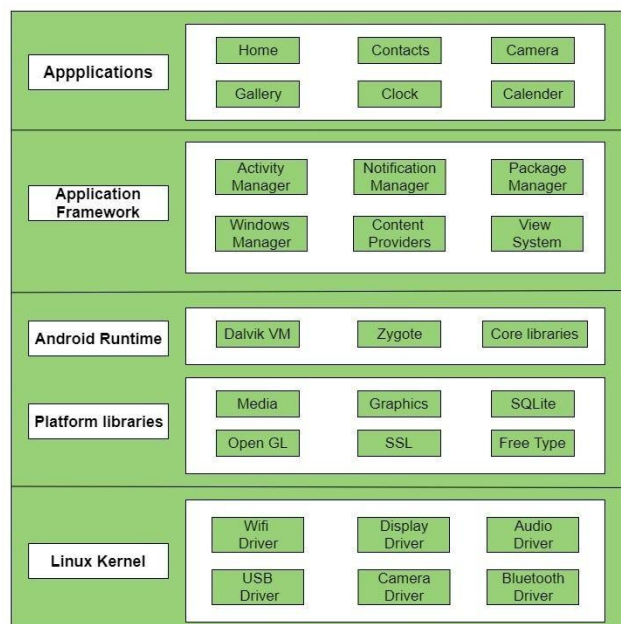 Appplications
Home
Contacts
Camera
Gallery
Clock
Calender
Application
Framework
Activity
Manager
Notification
Manager
Package
Manager
Windows
Manager
Content
Providers
View
System
Android Runtime
Dalvik VM
Zygote
Core libraries
Platform libraries
Media
Graphics
SQLite
Open GL
SSL
Free Type
Linux Kernel
Wifi
Driver
Display
Driver
Audio
Driver
USB
Driver
Camera
Driver
Bluetooth
Driver